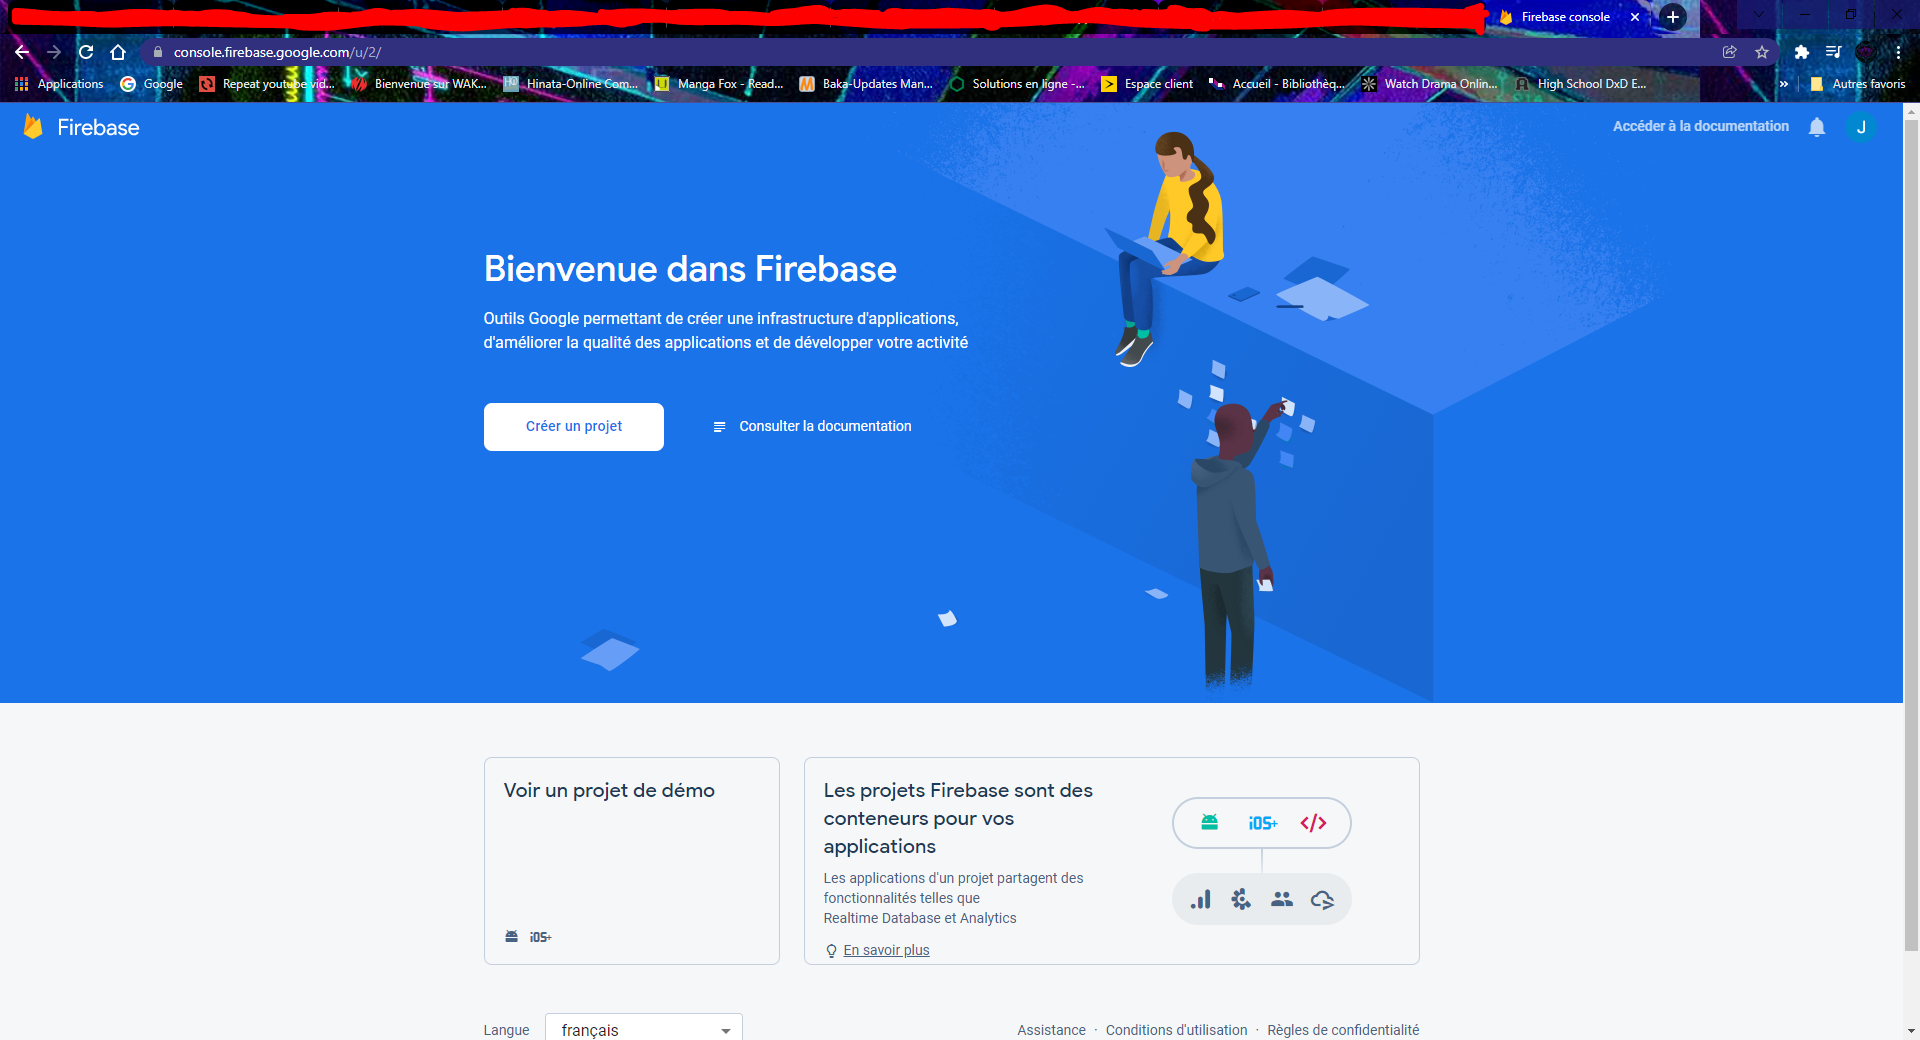 Firebase console
console.firebase.google.com/u/2/
Applications
Google
Repeat youtube vid...
Bienvenue sur WAK...
Hinata-Online Com...
Manga Fox - Read...
Baka-Updates Man...
Solutions en ligne -...
Espace client
Accueil - Bibliothèq...
Watch Drama Onlin...
High School DxD E...
»
Autres favoris
Firebase
Accéder à la documentation
J
Bienvenue dans Firebase
Outils Google permettant de créer une infrastructure d'applications,
d'améliorer la qualité des applications et de développer votre activité
Créer un projet
Consulter la documentation
Voir un projet de démo
iOS+
Les projets Firebase sont des
conteneurs pour vos
applications
Les applications d'un projet partagent des
fonctionnalités telles que
Realtime Database et Analytics
En savoir plus
iOS+
</>
Langue
français
Assistance · Conditions d'utilisation · Règles de confidentialité